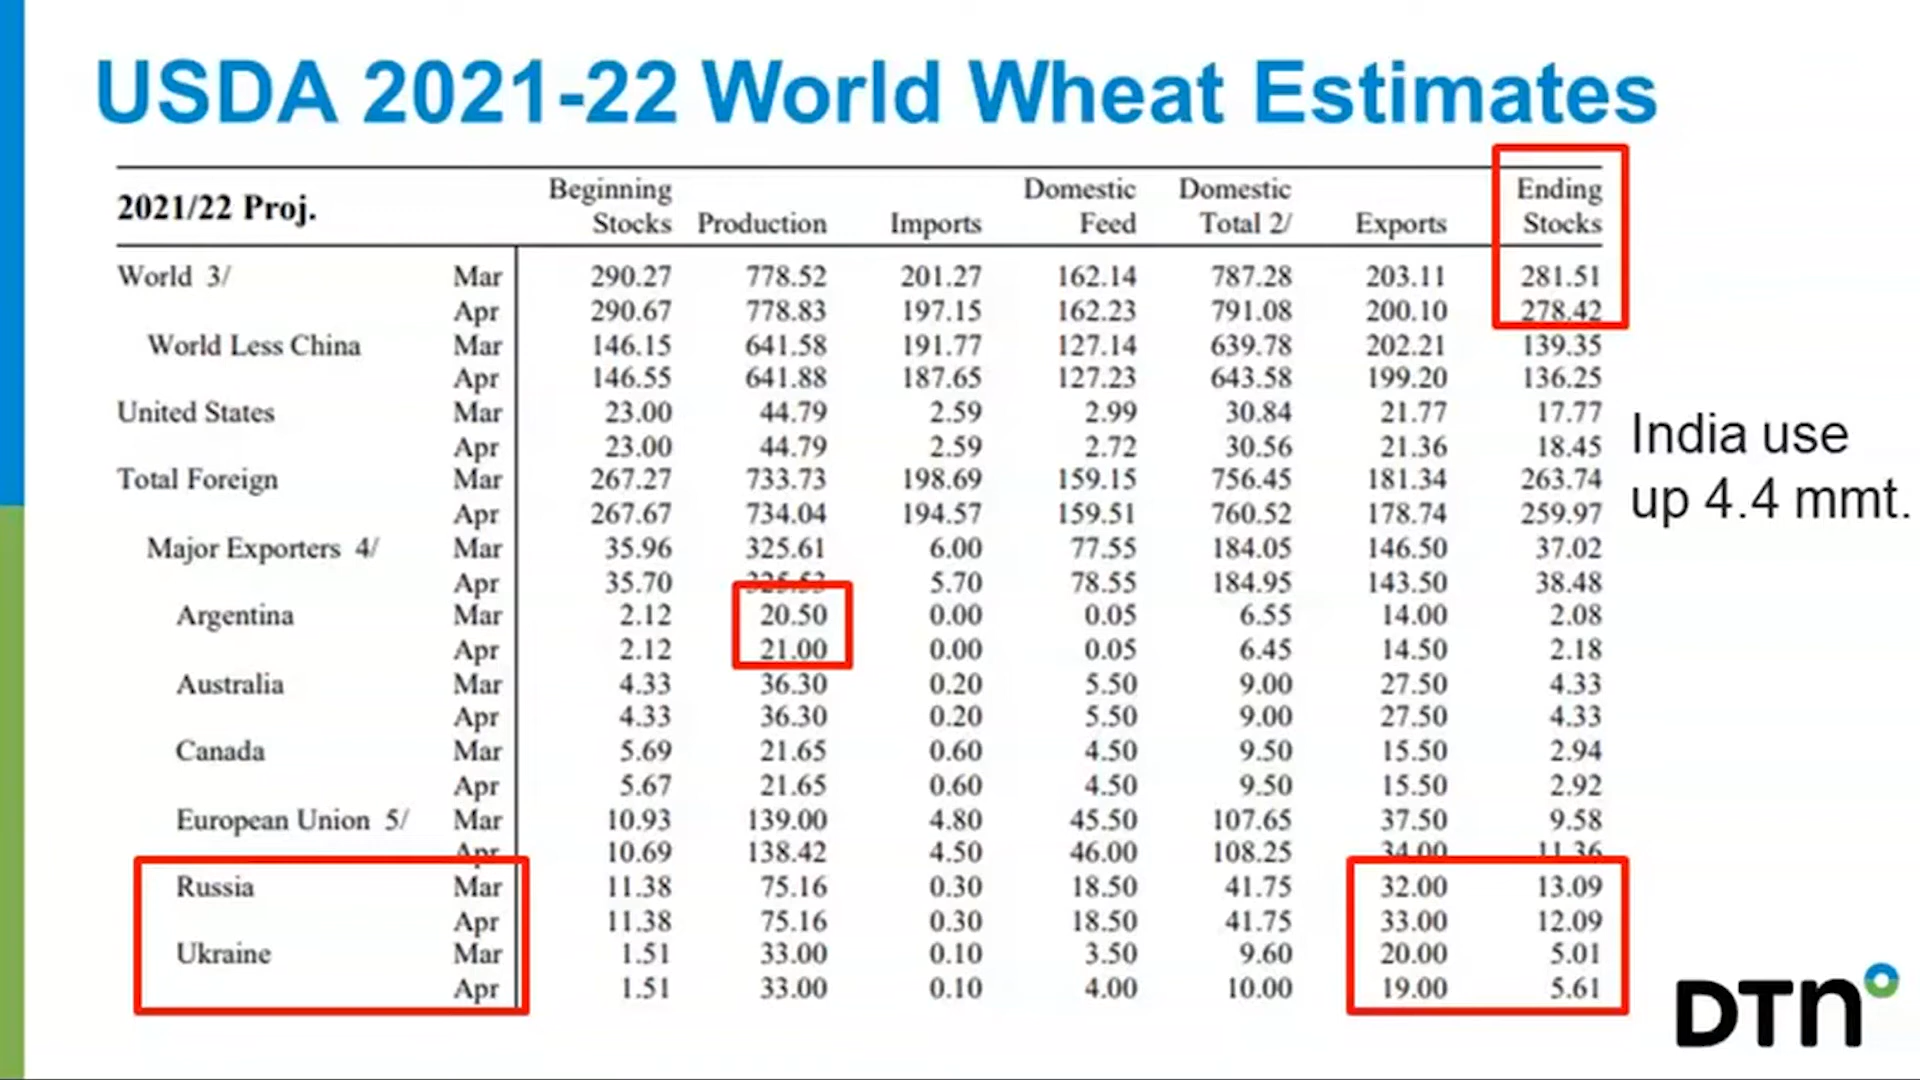 USDA 2021-22 World Wheat Estimates
2021/22 Proj. Beginning Stocks Production Imports Domestic Feed Domestic Total 2/ Exports Ending Stocks
World 3/ Mar 290.27 778.52 201.27 162.14 787.28 203.11 281.51
Apr 290.67 778.83 197.15 162.23 791.08 200.10 278.42
World Less China Mar 146.15 641.58 191.77 127.14 639.78 202.21 139.35
Apr 146.55 641.88 187.65 127.23 643.58 199.20 136.25
United States Mar 23.00 44.79 2.59 2.99 30.84 21.77 17.77
Apr 23.00 44.79 2.59 2.72 30.56 21.36 18.45
Total Foreign Mar 267.27 733.73 198.69 159.15 756.45 181.34 263.74
Apr 267.67 734.04 194.57 159.51 760.52 178.74 259.97
Major Exporters 4/ Mar 35.96 325.61 6.00 77.55 184.05 146.50 37.02
Apr 35.70 325.53 5.70 78.55 184.95 143.50 38.48
Argentina Mar 2.12 20.50 0.00 0.05 6.55 14.00 2.08
Apr 2.12 21.00 0.00 0.05 6.45 14.50 2.18
Australia Mar 4.33 36.30 0.20 5.50 9.00 27.50 4.33
Apr 4.33 36.30 0.20 5.50 9.00 27.50 4.33
Canada Mar 5.69 21.65 0.60 4.50 9.50 15.50 2.94
Apr 5.67 21.65 0.60 4.50 9.50 15.50 2.92
European Union 5/ Mar 10.93 139.00 4.80 45.50 107.65 37.50 9.58
Apr 10.69 138.42 4.50 46.00 108.25 34.00 11.36
Russia Mar 11.38 75.16 0.30 18.50 41.75 32.00 13.09
Apr 11.38 75.16 0.30 18.50 41.75 33.00 12.09
Ukraine Mar 1.51 33.00 0.10 3.50 9.60 20.00 5.01
Apr 1.51 33.00 0.10 4.00 10.00 19.00 5.61
India use
up 4.4 mmt.
DTN